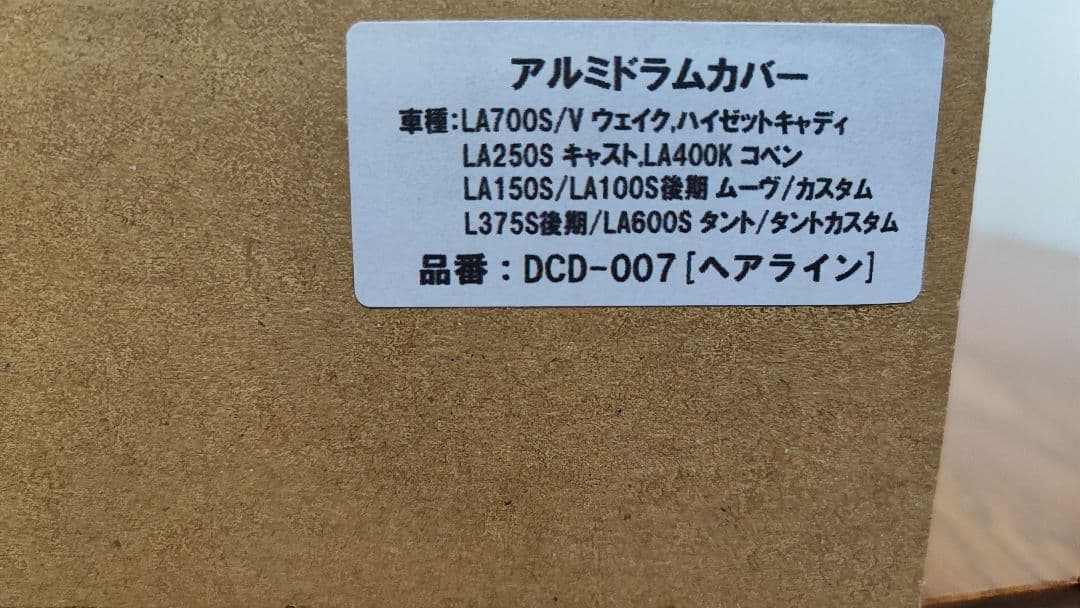 アルミドラムカバー
車種:LA700S/V ウェイク,ハイゼットキャディ
LA250S キャスト,LA400K コペン
LA150S/LA100S後期 ムーヴ/カスタム
L375S後期/LA600S タント/タントカスタム
品番：DCD-007[ヘアライン]